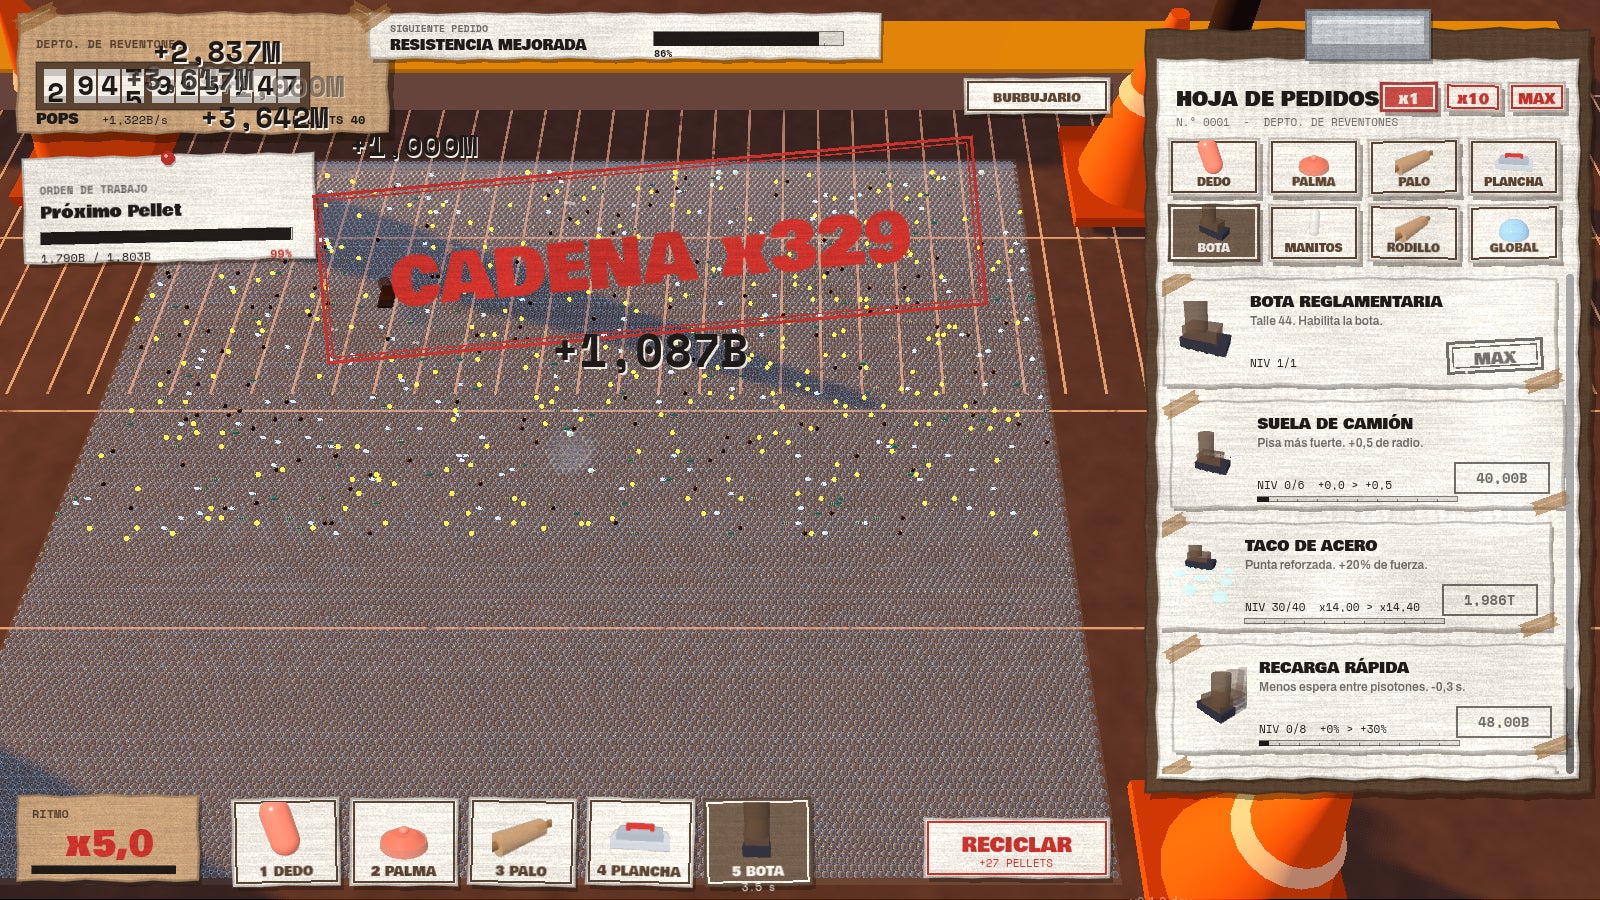 DEPTO. DE REVENTONES
+2,837M
POPS
+1,322B/s
+3,642M
TS 40
+1,000M
SIGUIENTE PEDIDO
RESISTENCIA MEJORADA
86%
BURBUJARIO
ORDEN DE TRABAJO
Próximo Pellet
1,790B / 1,803B
99%
CADENA x329
+1,087B
HOJA DE PEDIDOS
x1
x10
MAX
N.° 0001 - DEPTO. DE REVENTONES
DEDO
PALMA
PALO
PLANCHA
BOTA
MANITOS
RODILLO
GLOBAL
BOTA REGLAMENTARIA
Talle 44. Habilita la bota.
NIV 1/1
MAX
SUELA DE CAMIÓN
Pisa más fuerte. +0,5 de radio.
NIV 0/6 +0,0 > +0,5
40,00B
TACO DE ACERO
Punta reforzada. +20% de fuerza.
NIV 30/40 x14,00 > x14,40
1,986T
RECARGA RÁPIDA
Menos espera entre pisotones. -0,3 s.
NIV 0/8 +0% > +30%
48,00B
RITMO
x5,0
1 DEDO
2 PALMA
3 PALO
4 PLANCHA
5 BOTA
3.5 s
RECICLAR
+27 PELLETS